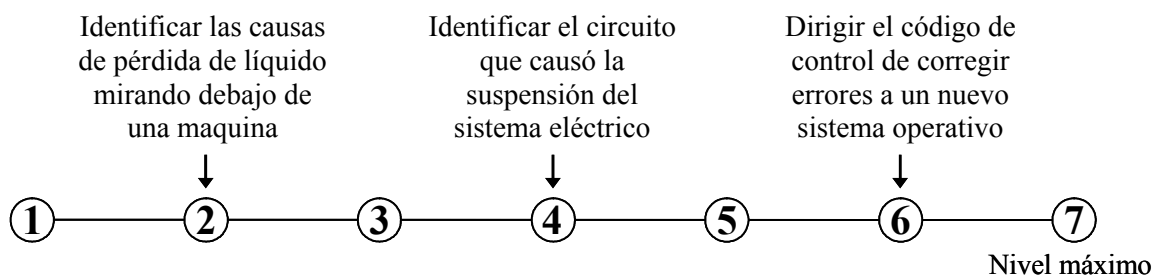 Identificar las causas
de pérdida de líquido
mirando debajo de
una maquina
Identificar el circuito
que causó la
suspensión del
sistema eléctrico
Dirigir el código de
control de corregir
errores a un nuevo
sistema operativo
1 2 3 4 5 6 7
Nivel máximo